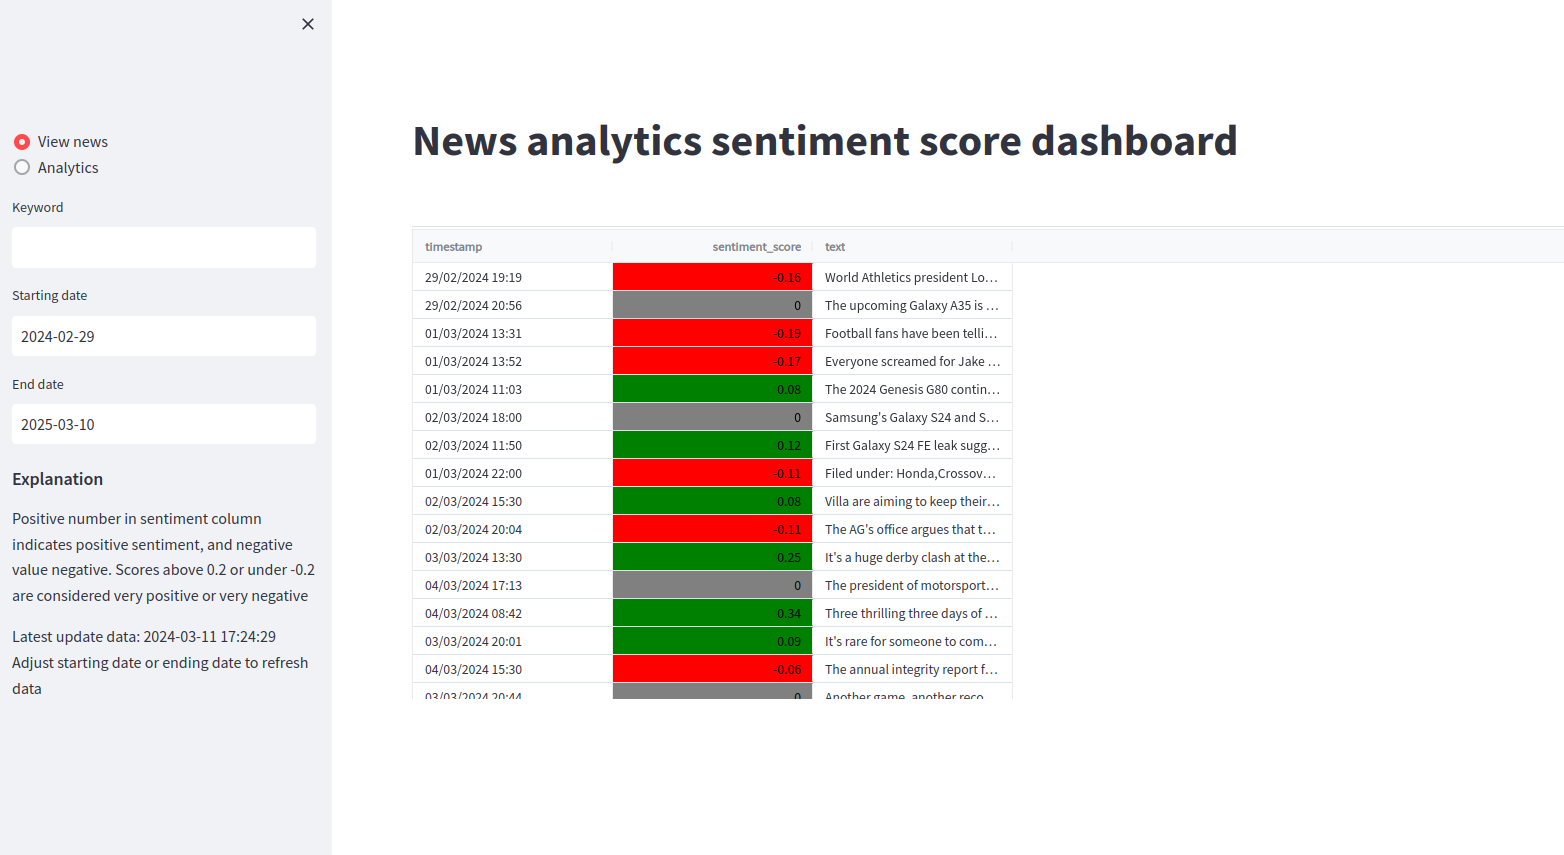 ×
View news
Analytics
Keyword
Starting date
2024-02-29
End date
2025-03-10
Explanation
Positive number in sentiment column
indicates positive sentiment, and negative
value negative. Scores above 0.2 or under -0.2
are considered very positive or very negative
Latest update data: 2024-03-11 17:24:29
Adjust starting date or ending date to refresh
data
News analytics sentiment score dashboard
timestamp sentiment_score text
29/02/2024 19:19 -0.16 World Athletics president Lo…
29/02/2024 20:56 0 The upcoming Galaxy A35 is …
01/03/2024 13:31 -0.19 Football fans have been telli…
01/03/2024 13:52 -0.17 Everyone screamed for Jake …
01/03/2024 11:03 0.08 The 2024 Genesis G80 contin…
02/03/2024 18:00 0 Samsung's Galaxy S24 and S…
02/03/2024 11:50 0.12 First Galaxy S24 FE leak sugg…
01/03/2024 22:00 -0.11 Filed under: Honda,Crossov…
02/03/2024 15:30 0.08 Villa are aiming to keep their…
02/03/2024 20:04 -0.11 The AG's office argues that t…
03/03/2024 13:30 0.25 It's a huge derby clash at the…
04/03/2024 17:13 0 The president of motorsport…
04/03/2024 08:42 0.34 Three thrilling three days of …
03/03/2024 20:01 0.09 It's rare for someone to com…
04/03/2024 15:30 -0.06 The annual integrity report f…
03/03/2024 20:44 0 Another game, another reco…